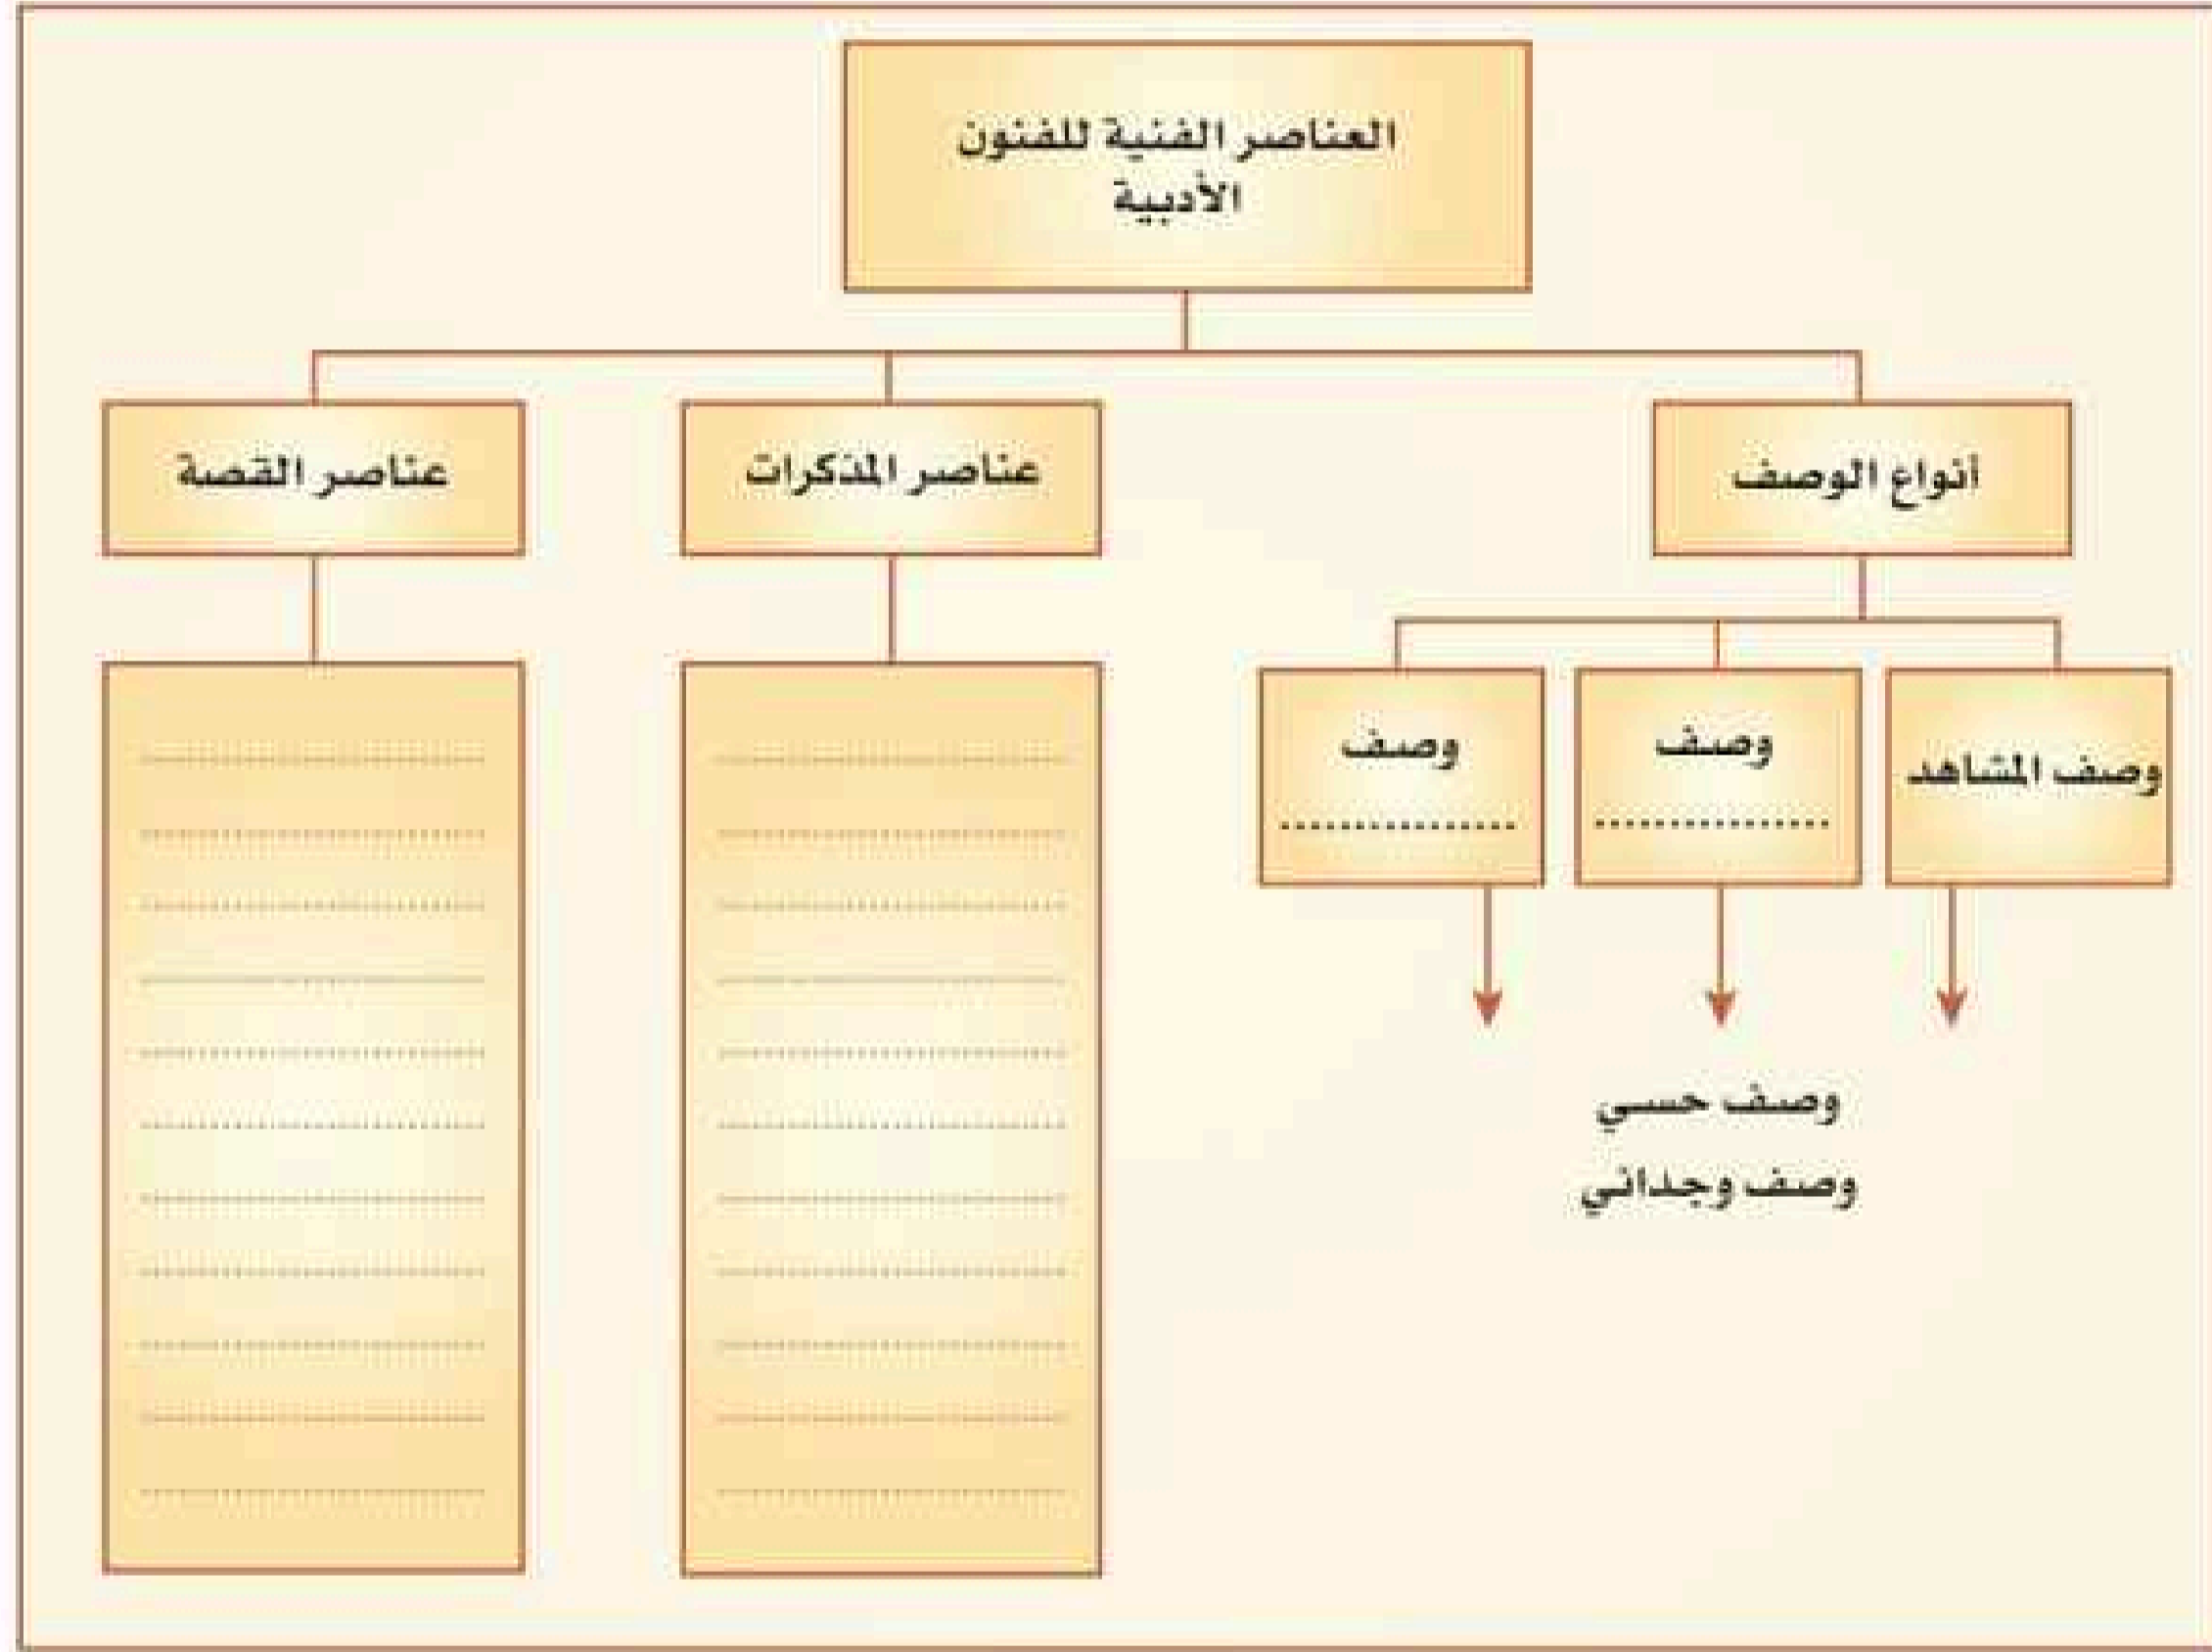 العناصر الفنية للفنون
الأدبية
أنواع الوصف
عناصر المذكرات
عناصر القصة
وصف المشاهد
وصف
...............
وصف
...............
وصف حسي
وصف وجداني